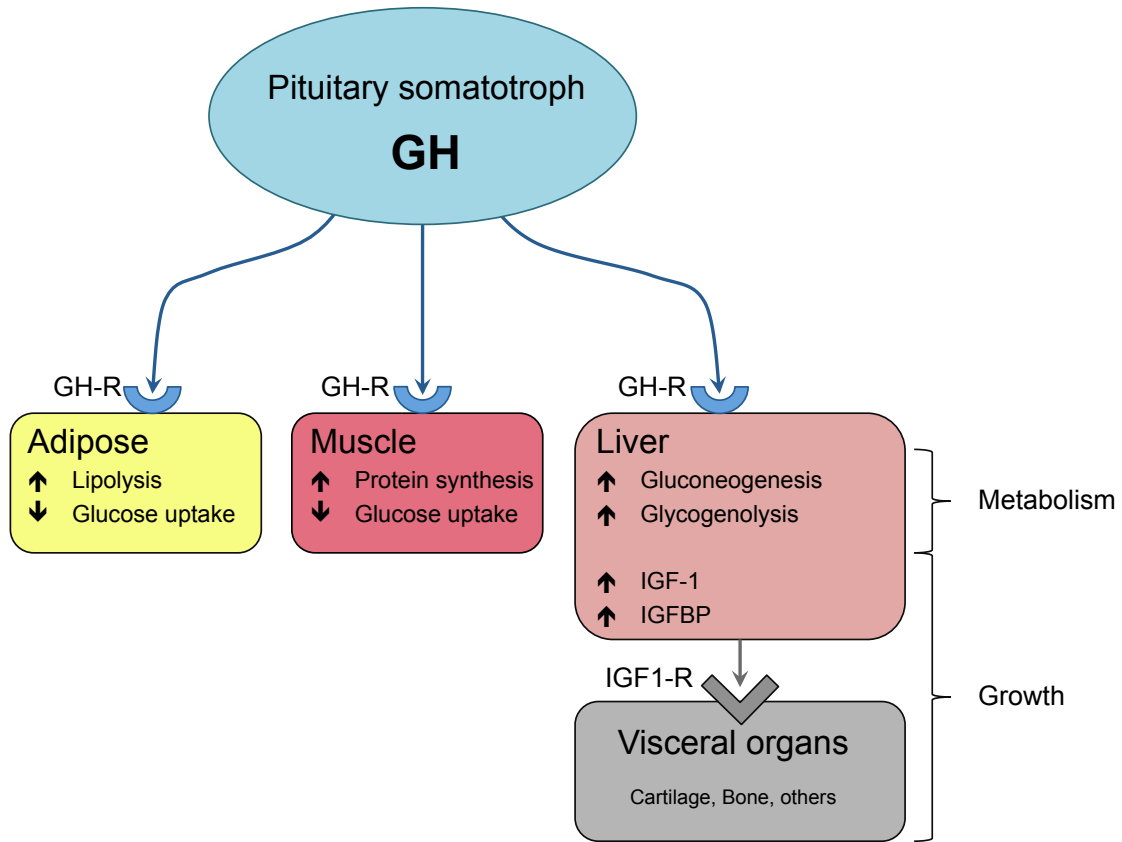 Pituitary somatotroph
GH
GH-R
GH-R
GH-R
Adipose
Lipolysis
Glucose uptake
Muscle
Protein synthesis
Glucose uptake
Liver
Gluconeogenesis
Glycogenolysis
IGF-1
IGFBP
Metabolism
IGF1-R
Growth
Visceral organs
Cartilage, Bone, others